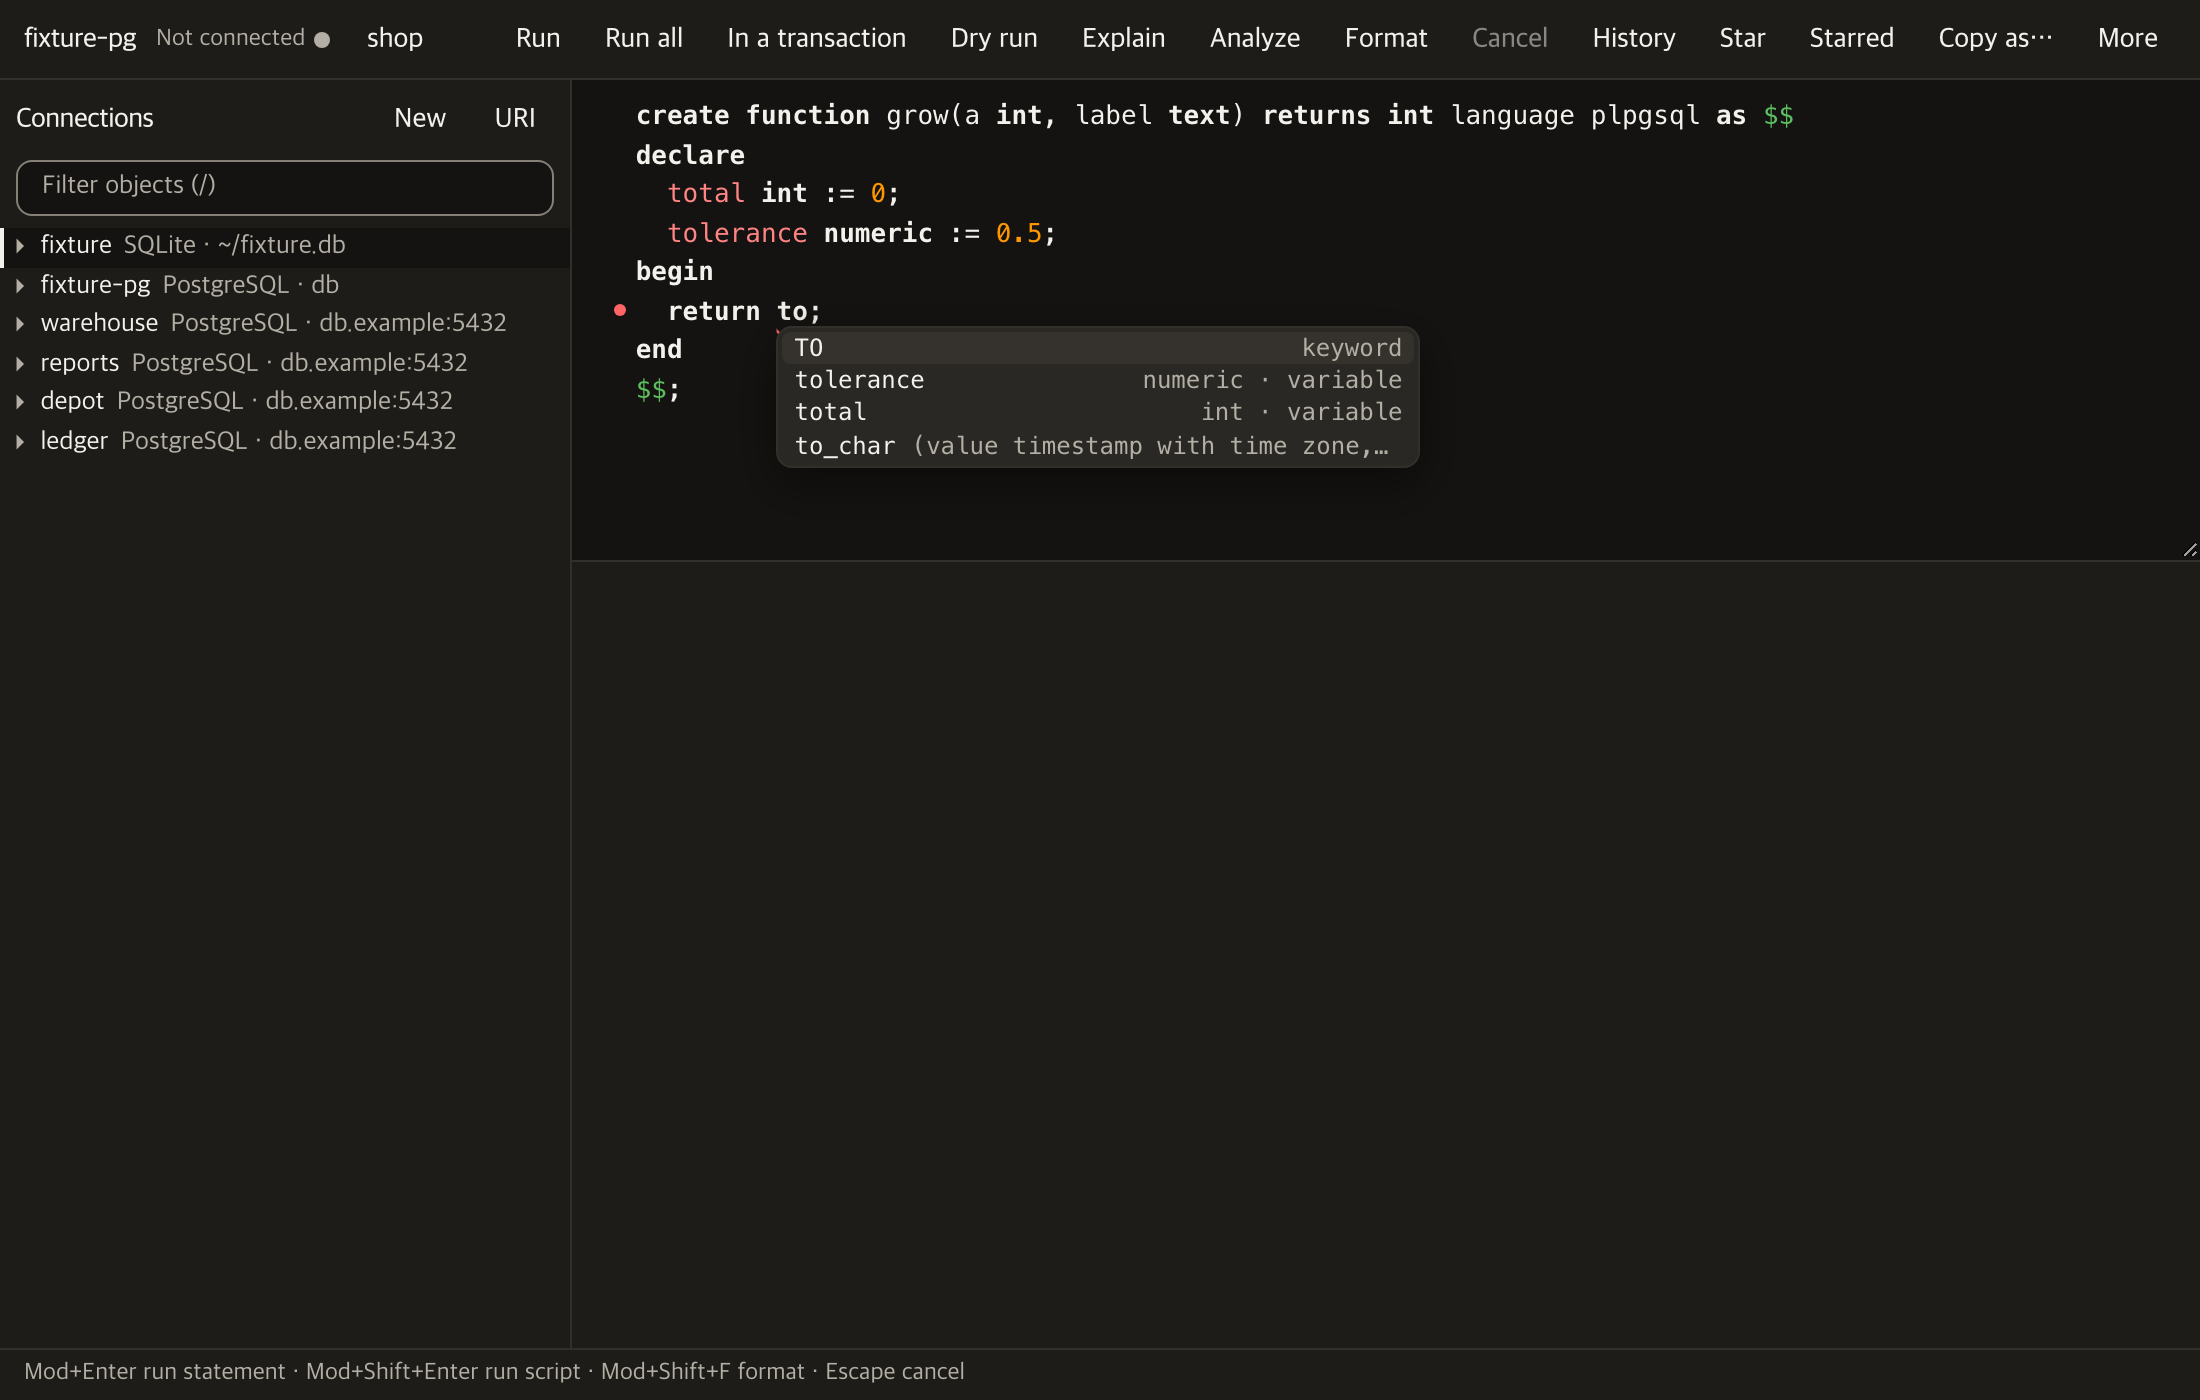 fixture-pg Not connected shop Run Run all In a transaction Dry run Explain Analyze Format Cancel History Star Starred Copy as··· More
Connections New URI
Filter objects (/)
fixture SQLite · ~/fixture.db
fixture-pg PostgreSQL · db
warehouse PostgreSQL · db.example:5432
reports PostgreSQL · db.example:5432
depot PostgreSQL · db.example:5432
ledger PostgreSQL · db.example:5432
create function grow(a int, label text) returns int language plpgsql as $$
declare
  total int := 0;
  tolerance numeric := 0.5;
begin
  return to;
end
$$;
TO keyword
tolerance numeric · variable
total int · variable
to_char (value timestamp with time zone,…
Mod+Enter run statement · Mod+Shift+Enter run script · Mod+Shift+F format · Escape cancel